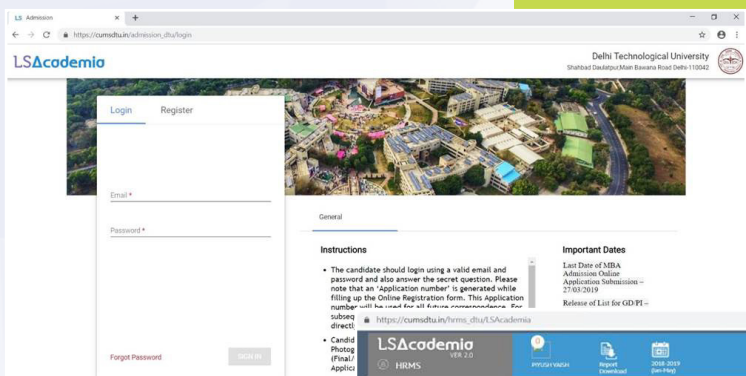 LS Admission
https://cumsdtu.in/admission_dtu/login
LSAcademia
Delhi Technological University
Shahbad Daulatpur,Main Bawana Road Delhi-110042
Login Register
Email *
Password *
Forgot Password
SIGN IN
General
Instructions
• The candidate should login using a valid email and
password and also answer the secret question. Please
note that an 'Application number' is generated while
filling up the Online Registration form. This Application
number will be used for all future correspondence. For
subseq
directl
• Candid
Photog
(Final/
Applica
Important Dates
Last Date of MBA
Admission Online
Application Submission –
27/03/2019
Release of List for GD/PI –
https://cumsdtu.in/hrms_dtu/LSAcademia
LSAcademia
VER 2.0
HRMS
0
PIYUSH VAISH
Report
Download
2018-2019
(Jan-May)